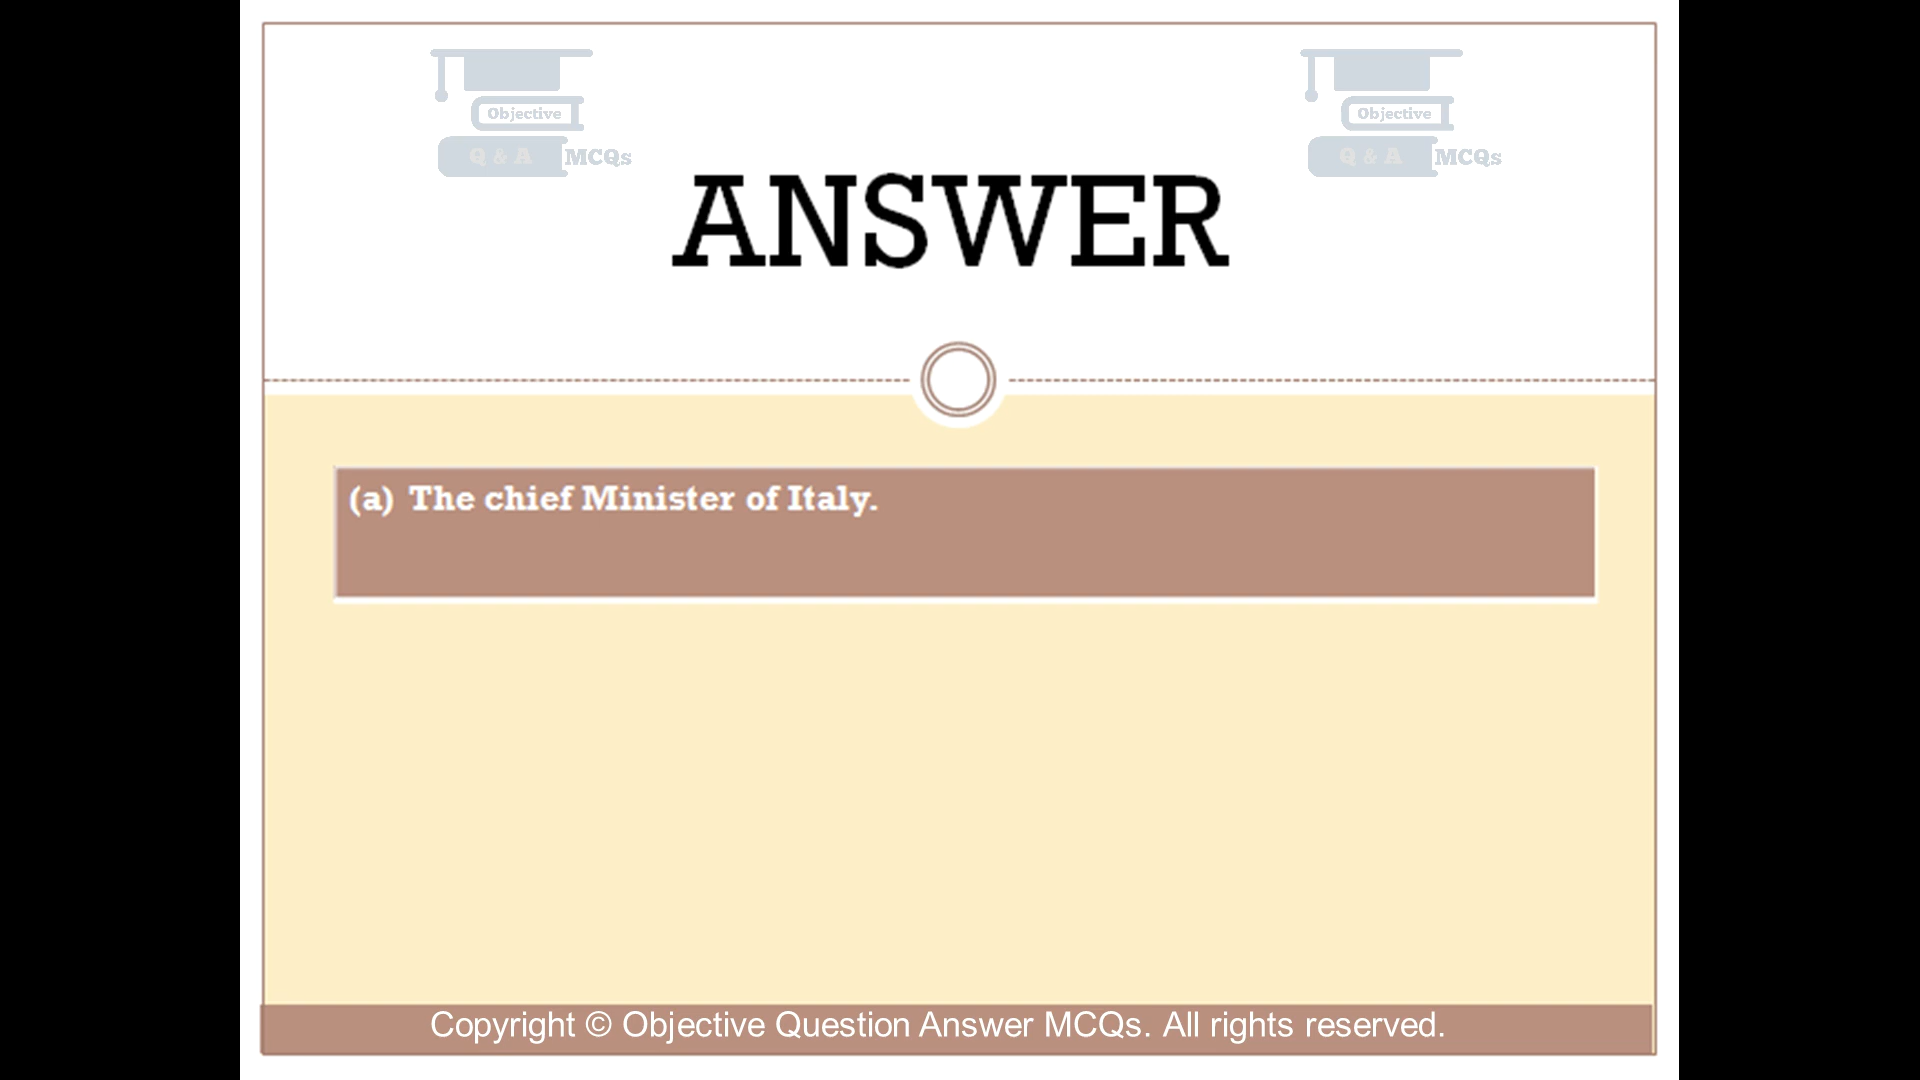 Objective
Q & A MCQs
Objective
Q & A MCQs
ANSWER
(a) The chief Minister of Italy.
Copyright © Objective Question Answer MCQs. All rights reserved.